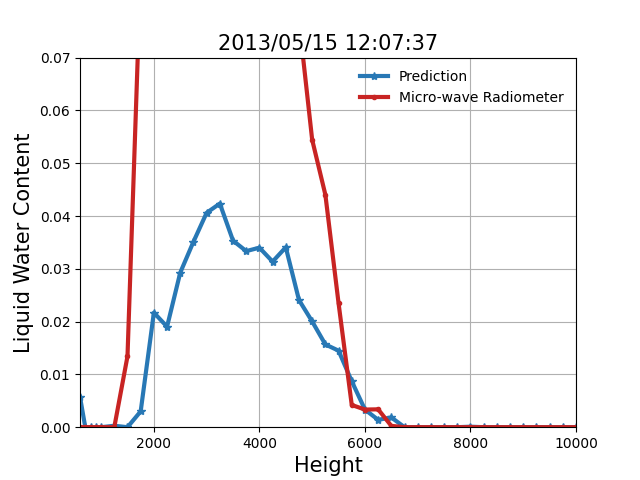 2013/05/15 12:07:37
Prediction
Micro-wave Radiometer
Liquid Water Content
0.07
0.06
0.05
0.04
0.03
0.02
0.01
0.00
2000 4000 6000 8000 10000
Height